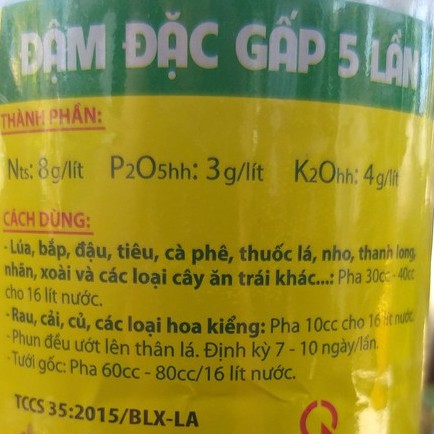 ĐẬM ĐẶC GẤP 5 LẦN
THÀNH PHẦN:
Nts: 8 g/lít P2O5hh: 3 g/lít K2Ohh: 4 g/lít
CÁCH DÙNG:
- Lúa, bắp, đậu, tiêu, cà phê, thuốc lá, nho, thanh long,
nhãn, xoài và các loại cây ăn trái khác...: Pha 30cc - 40cc
cho 16 lít nước.
- Rau, cải, củ, các loại hoa kiểng: Pha 10cc cho 16 lít nước.
- Phun đều ướt lên thân lá. Định kỳ 7 - 10 ngày/lần.
- Tưới gốc: Pha 60cc - 80cc/16 lít nước.
TCCS 35:2015/BLX-LA